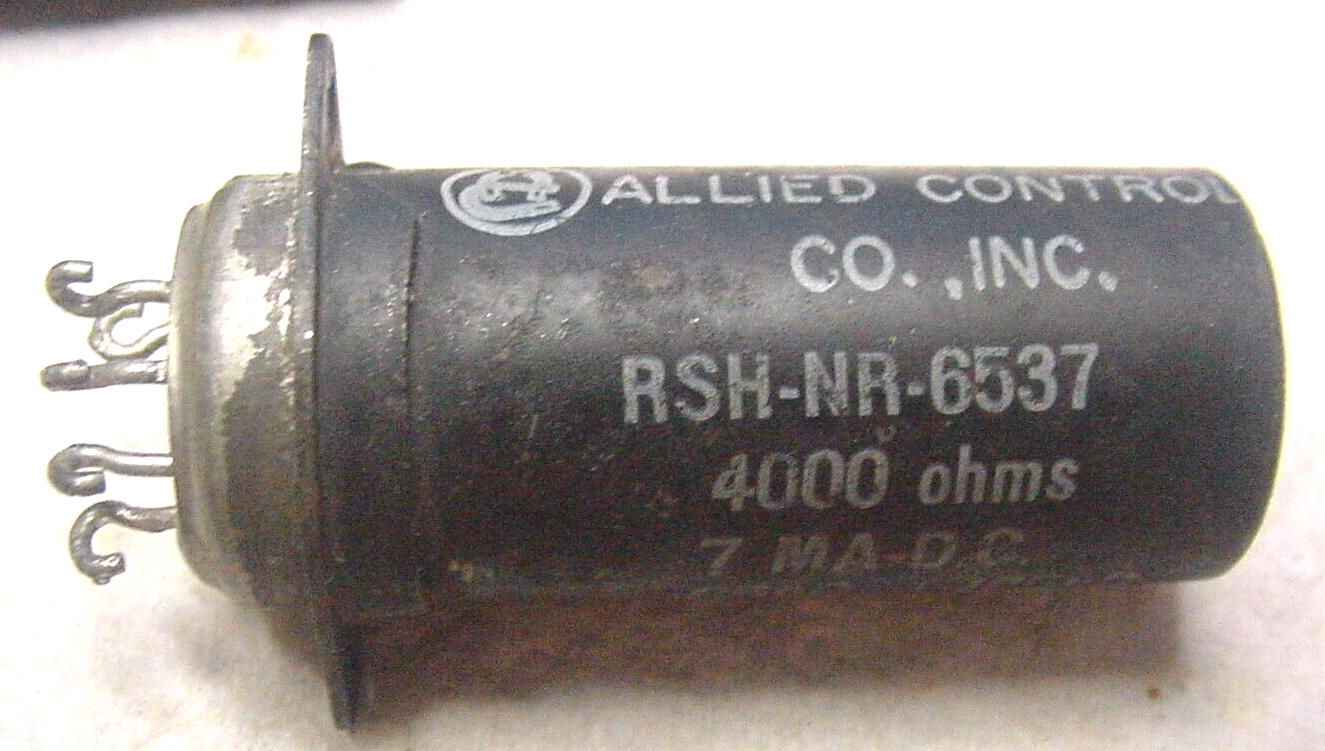 ALLIED CONTROL
CO.,INC.
RSH-NR-6537
4000 ohms
7 MA-D.C.